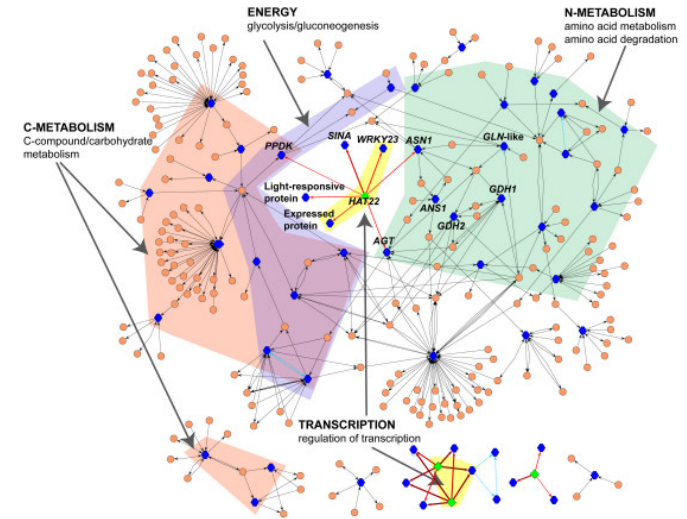 ENERGY
glycolysis/gluconeogenesis
N-METABOLISM
amino acid metabolism
amino acid degradation
C-METABOLISM
C-compound/carbohydrate
metabolism
PPDK
SINA
WRKY23
ASN1
GLN-like
Light-responsive
protein
HAT22
Expressed
protein
ANS1
GDH1
GDH2
AGT
TRANSCRIPTION
regulation of transcription